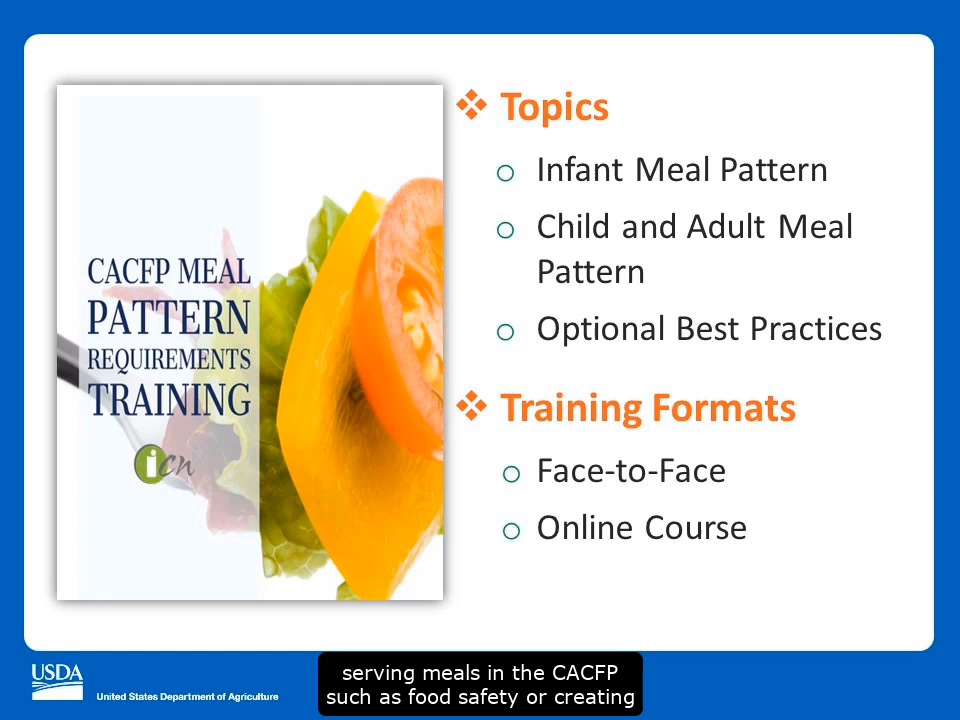 CACFP MEAL
PATTERN
REQUIREMENTS
TRAINING
icn
Topics
Infant Meal Pattern
Child and Adult Meal
Pattern
Optional Best Practices
Training Formats
Face-to-Face
Online Course
USDA
United States Department of Agriculture
serving meals in the CACFP
such as food safety or creating